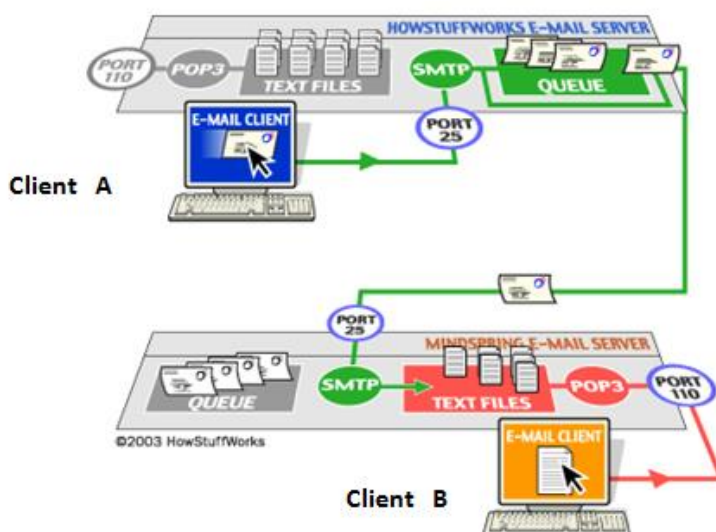 HOWSTUFFWORKS E-MAIL SERVER
PORT
110
POP3
TEXT FILES
SMTP
QUEUE
E-MAIL CLIENT
PORT
25
Client A
PORT
25
MINDSPRING E-MAIL SERVER
QUEUE
SMTP
TEXT FILES
POP3
PORT
110
©2003 HowStuffWorks
E-MAIL CLIENT
Client B